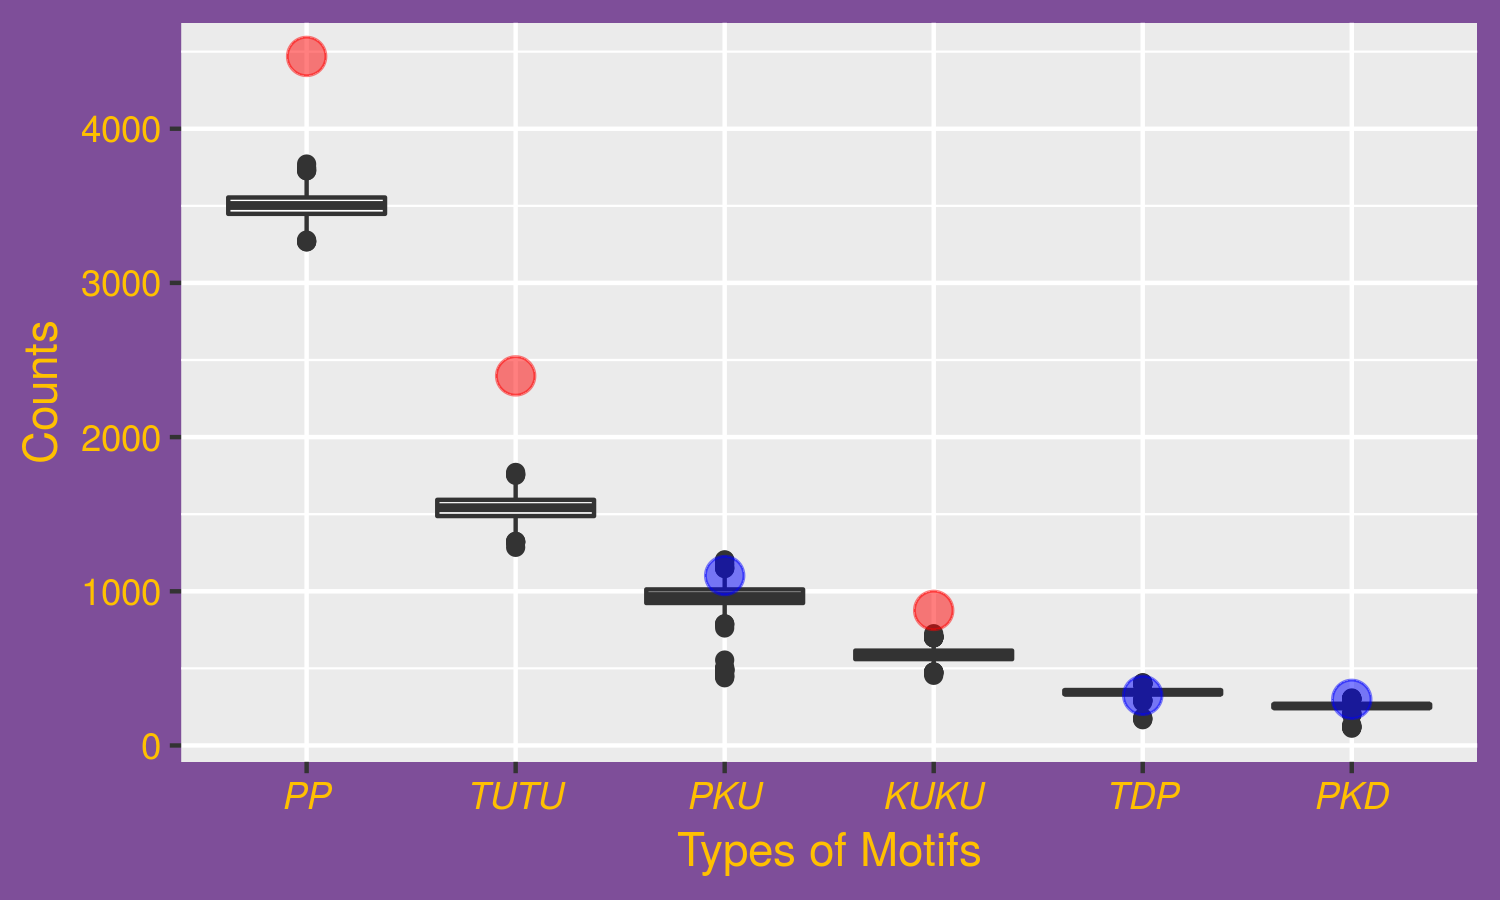 4000
3000
2000
1000
0
Counts
PP TUTU PKU KUKU TDP PKD
Types of Motifs